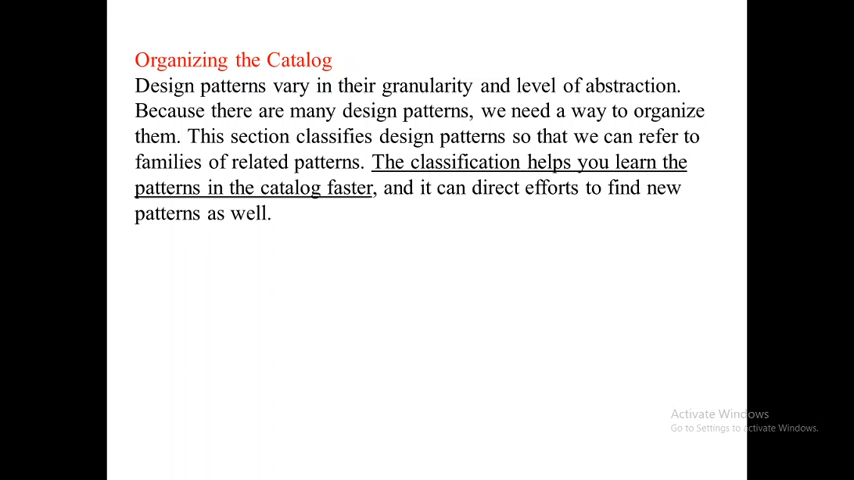 Organizing the Catalog
Design patterns vary in their granularity and level of abstraction.
Because there are many design patterns, we need a way to organize
them. This section classifies design patterns so that we can refer to
families of related patterns. The classification helps you learn the
patterns in the catalog faster, and it can direct efforts to find new
patterns as well.
Activate Windows
Go to Settings to activate Windows.